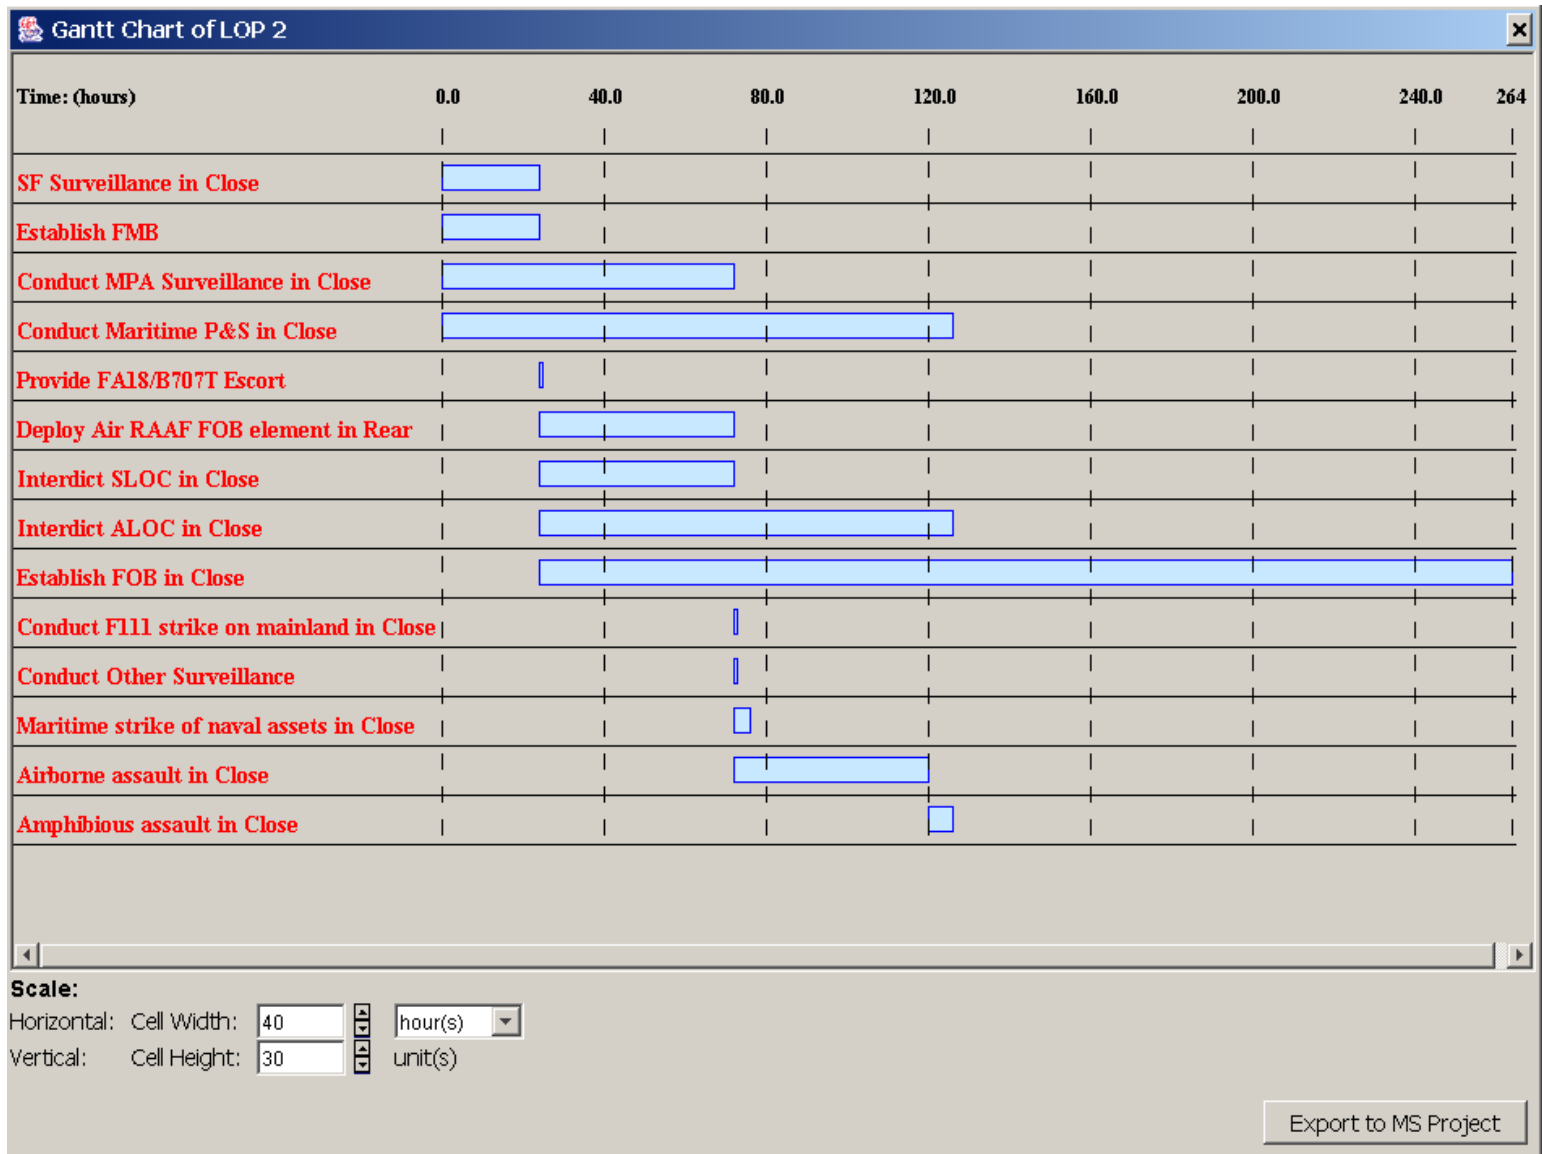 Gantt Chart of LOP 2
Time: (hours) 0.0 40.0 80.0 120.0 160.0 200.0 240.0 264
SF Surveillance in Close
Establish FMB
Conduct MPA Surveillance in Close
Conduct Maritime P&S in Close
Provide FA18/B707T Escort
Deploy Air RAAF FOB element in Rear
Interdict SLOC in Close
Interdict ALOC in Close
Establish FOB in Close
Conduct F111 strike on mainland in Close
Conduct Other Surveillance
Maritime strike of naval assets in Close
Airborne assault in Close
Amphibious assault in Close
Scale:
Horizontal: Cell Width: 40 hour(s)
Vertical: Cell Height: 30 unit(s)
Export to MS Project